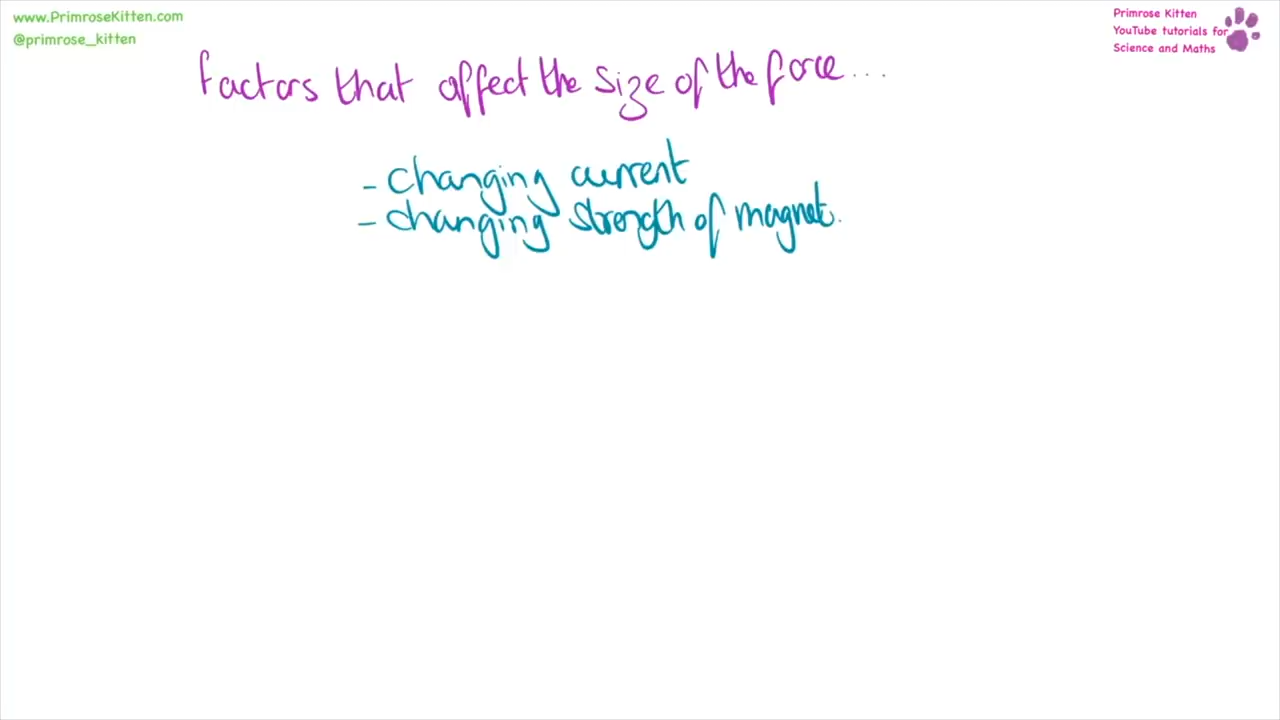 www.PrimroseKitten.com
@primrose_kitten
Primrose Kitten
YouTube tutorials for
Science and Maths
Factors that affect the size of the force...
- changing current
- changing strength of magnet.